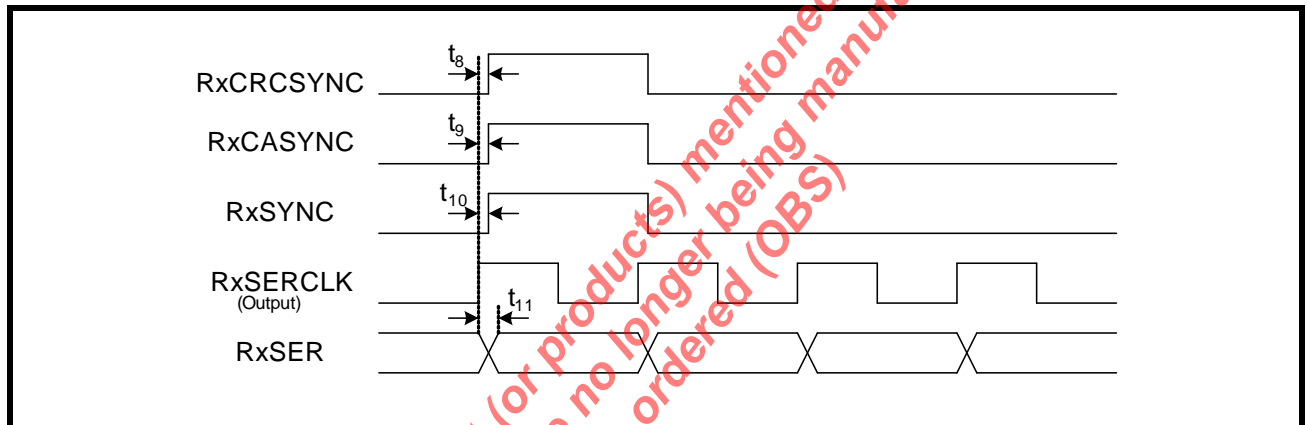 t8
RxCRCSYNC
t9
RxCASYNC
t10
RxSYNC
RxSERCLK
(Output)
t11
RxSER
(or products) mentioned
no longer being manu
ordered (OBS)